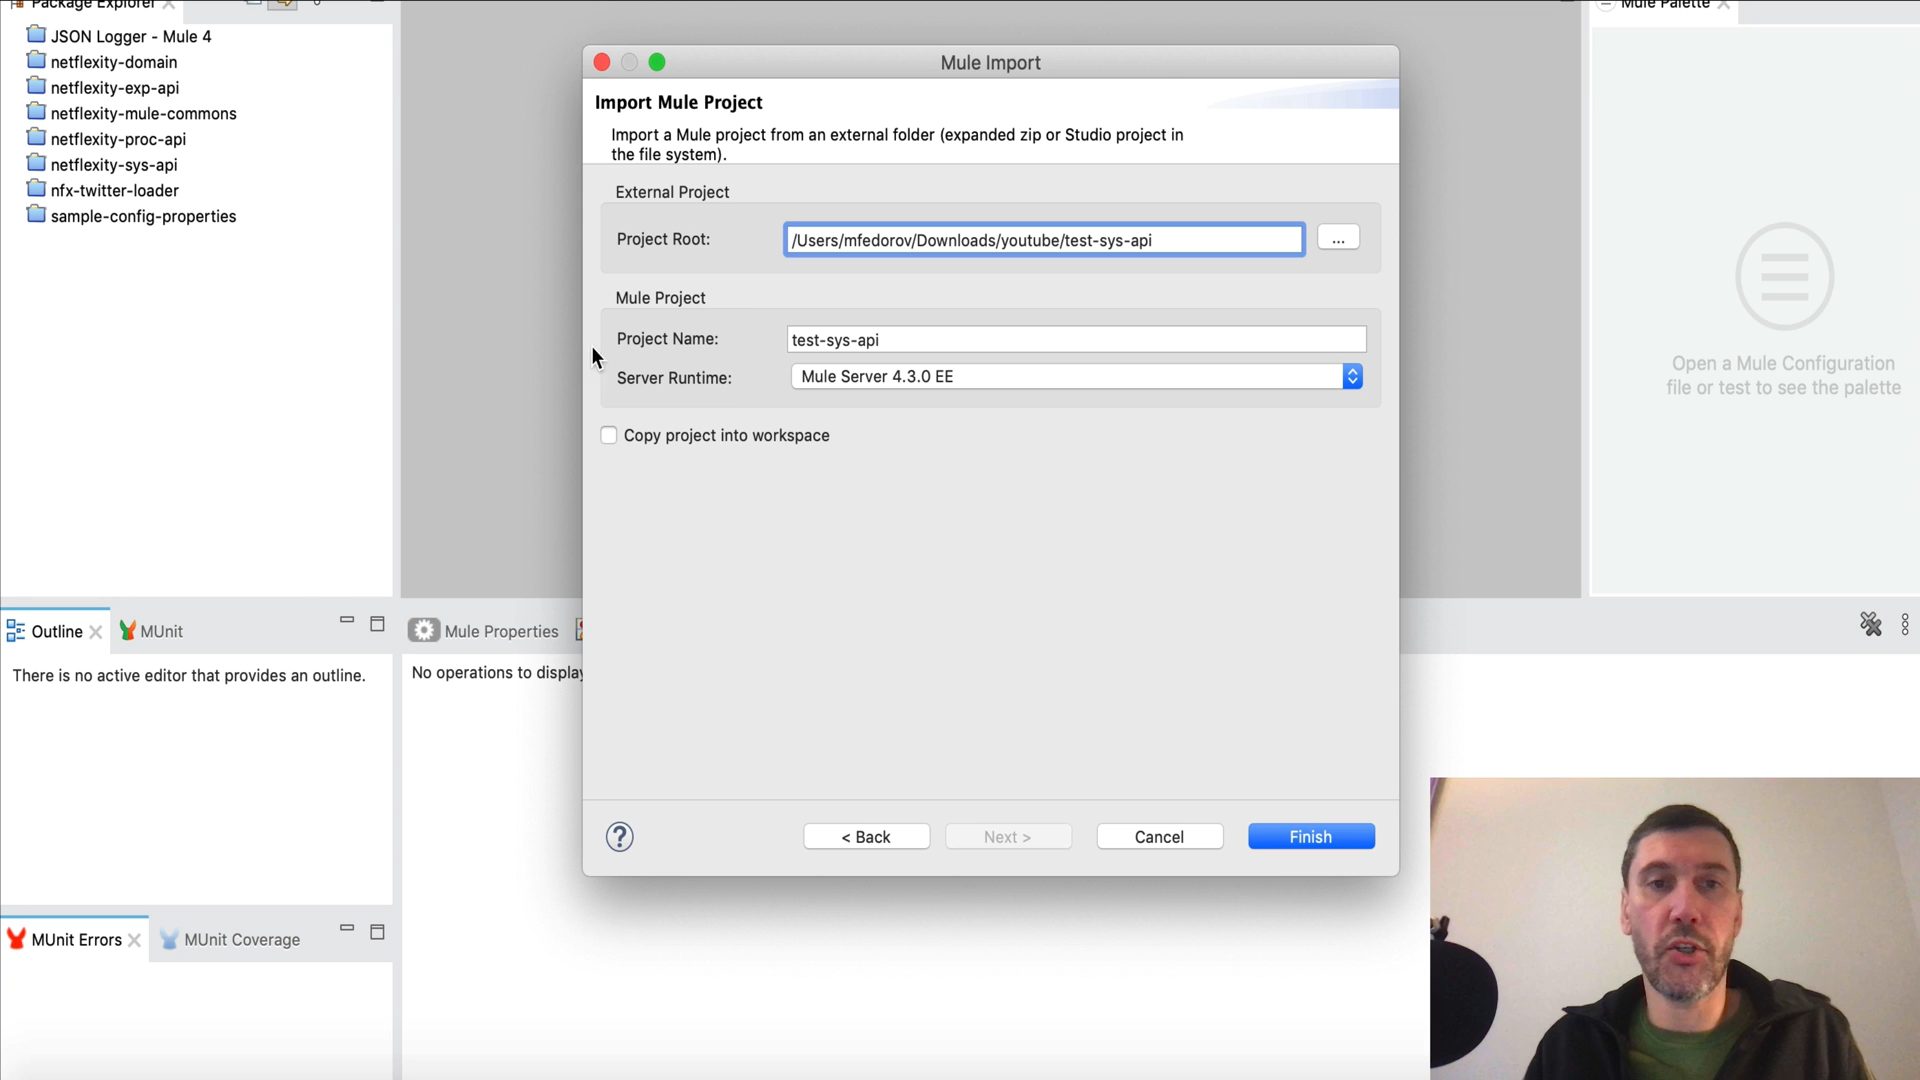 Package Explorer
JSON Logger - Mule 4
netflexity-domain
netflexity-exp-api
netflexity-mule-commons
netflexity-proc-api
netflexity-sys-api
nfx-twitter-loader
sample-config-properties
Mule Import
Import Mule Project
Import a Mule project from an external folder (expanded zip or Studio project in
the file system).
External Project
Project Root:
/Users/mfedorov/Downloads/youtube/test-sys-api
...
Mule Project
Project Name:
test-sys-api
Server Runtime:
Mule Server 4.3.0 EE
Copy project into workspace
?
< Back
Next >
Cancel
Finish
Mule Palette
Open a Mule Configuration
file or test to see the palette
Outline
MUnit
There is no active editor that provides an outline.
Mule Properties
No operations to display
MUnit Errors
MUnit Coverage